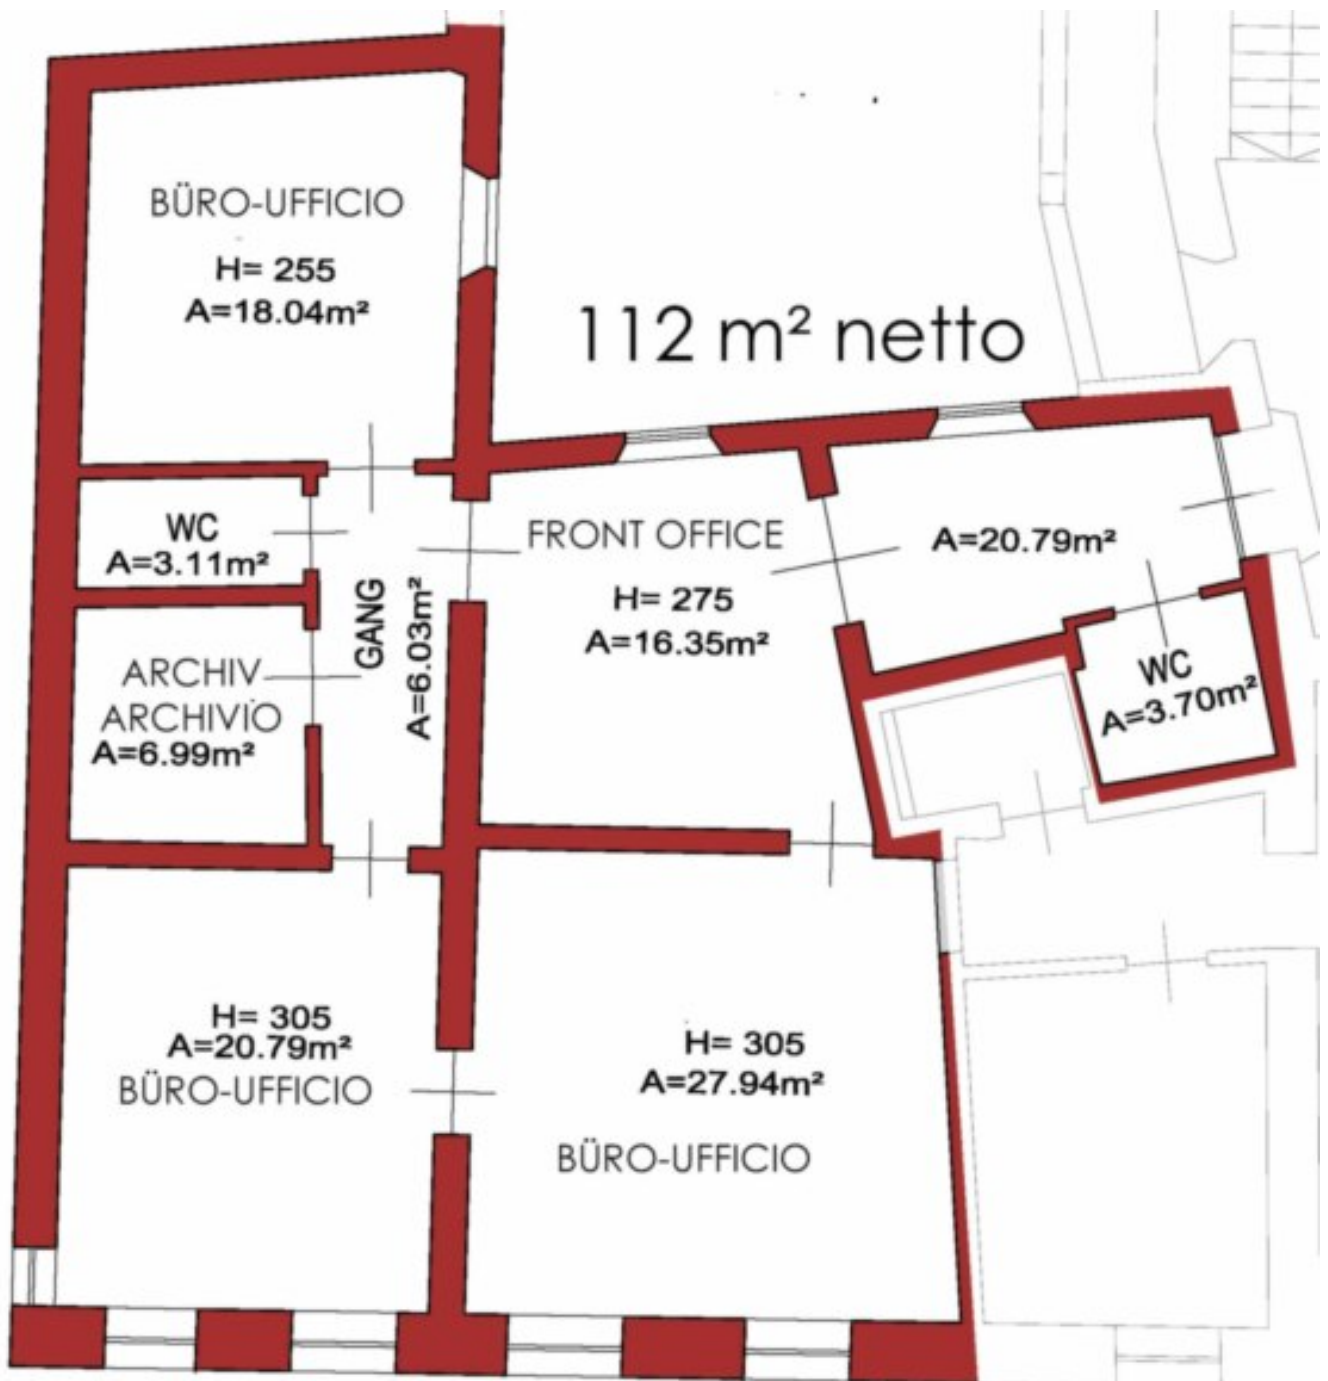 BÜRO-UFFICIO
H= 255
A=18.04m²
112 m² netto
WC
A=3.11m²
GANG
A=6.03m²
FRONT OFFICE
H= 275
A=16.35m²
A=20.79m²
WC
A=3.70m²
ARCHIV
ARCHIVIO
A=6.99m²
H= 305
A=20.79m²
BÜRO-UFFICIO
H= 305
A=27.94m²
BÜRO-UFFICIO